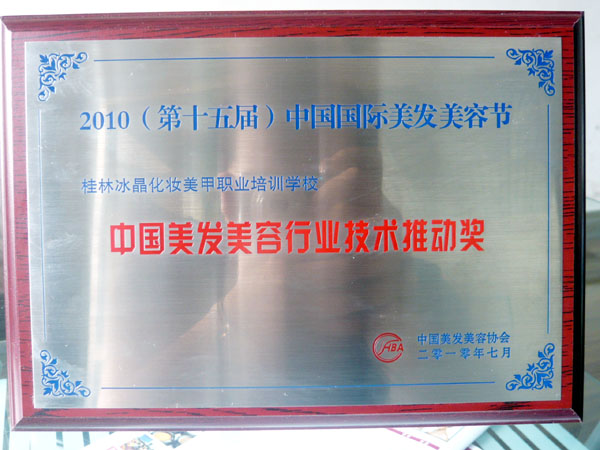 2010（第十五届）中国国际美发美容节
桂林冰晶化妆美甲职业培训学校
中国美发美容行业技术推动奖
CHBA
中国美发美容协会
二零一零年七月